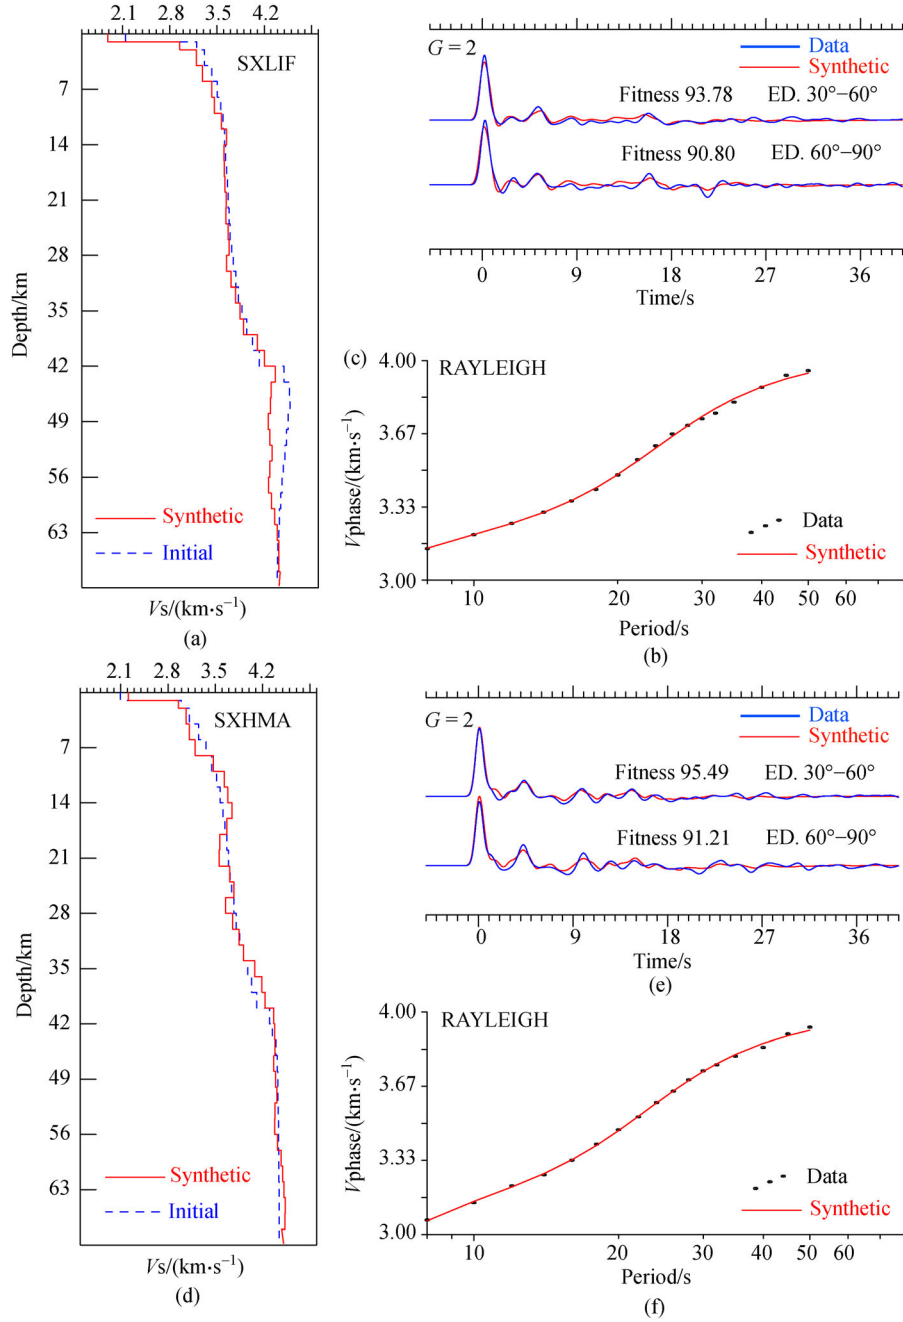 2.1 2.8 3.5 4.2
SXLIF
7
14
21
28
35
42
49
56
63
Depth/km
Synthetic
Initial
Vs/(km·s⁻¹)
(a)
G = 2
Data
Synthetic
Fitness 93.78 ED. 30°−60°
Fitness 90.80 ED. 60°−90°
0 9 18 27 36
Time/s
(c)
RAYLEIGH
4.00
3.67
3.33
3.00
Vphase/(km·s⁻¹)
Data
Synthetic
10 20 30 40 50 60
Period/s
(b)
2.1 2.8 3.5 4.2
SXHMA
7
14
21
28
35
42
49
56
63
Depth/km
Synthetic
Initial
Vs/(km·s⁻¹)
(d)
G = 2
Data
Synthetic
Fitness 95.49 ED. 30°−60°
Fitness 91.21 ED. 60°−90°
0 9 18 27 36
Time/s
(e)
RAYLEIGH
4.00
3.67
3.33
3.00
Vphase/(km·s⁻¹)
Data
Synthetic
10 20 30 40 50 60
Period/s
(f)